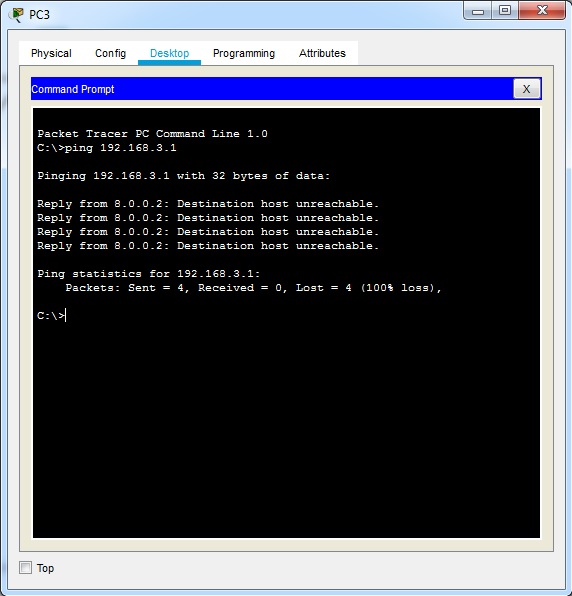 PC3
Physical Config Desktop Programming Attributes
Command Prompt X
Packet Tracer PC Command Line 1.0
C:\>ping 192.168.3.1
Pinging 192.168.3.1 with 32 bytes of data:
Reply from 8.0.0.2: Destination host unreachable.
Reply from 8.0.0.2: Destination host unreachable.
Reply from 8.0.0.2: Destination host unreachable.
Reply from 8.0.0.2: Destination host unreachable.
Ping statistics for 192.168.3.1:
Packets: Sent = 4, Received = 0, Lost = 4 (100% loss),
C:\>
Top